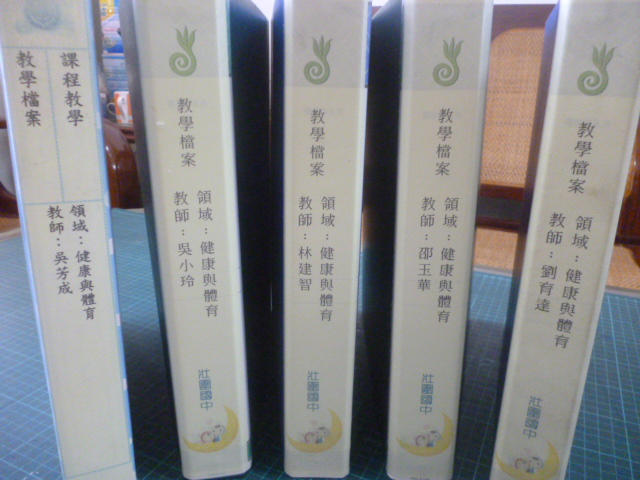 課程教學
教學檔案
領域：健康與體育
教師：吳芳成
教學檔案
領域：健康與體育
教師：吳小玲
壯圍國中
教學檔案
領域：健康與體育
教師：林建智
壯圍國中
教學檔案
領域：健康與體育
教師：邵玉華
壯圍國中
教學檔案
領域：健康與體育
教師：劉育達
壯圍國中